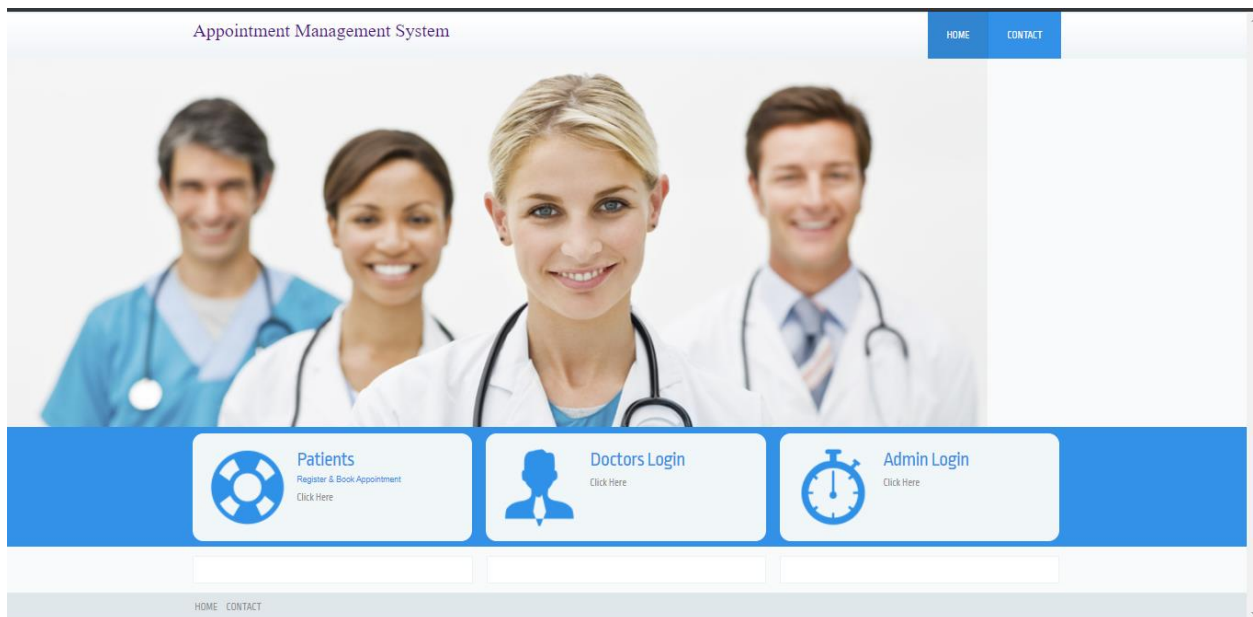 Appointment Management System
HOME CONTACT
Patients
Register & Book Appointment
Click Here
Doctors Login
Click Here
Admin Login
Click Here
HOME CONTACT